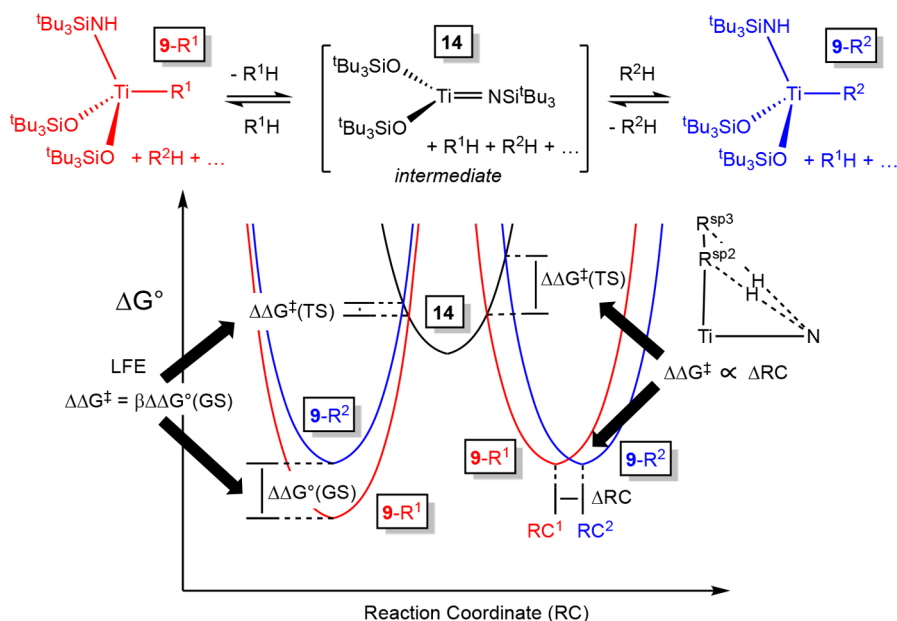 ᵗBu₃SiNH
9-R¹
Ti
R¹
ᵗBu₃SiO
ᵗBu₃SiO
+ R²H + …
- R¹H
R¹H
14
ᵗBu₃SiO
Ti
NSiᵗBu₃
ᵗBu₃SiO
+ R¹H + R²H + …
intermediate
R²H
- R²H
ᵗBu₃SiNH
9-R²
Ti
R²
ᵗBu₃SiO
ᵗBu₃SiO
+ R¹H + …
ΔG°
LFE
ΔΔG‡ = βΔΔG°(GS)
ΔΔG‡(TS)
14
ΔΔG‡(TS)
9-R²
ΔΔG°(GS)
9-R¹
9-R¹
9-R²
ΔRC
RC¹
RC²
Rˢᵖ³
Rˢᵖ²
H
H
Ti
N
ΔΔG‡ ∝ ΔRC
Reaction Coordinate (RC)